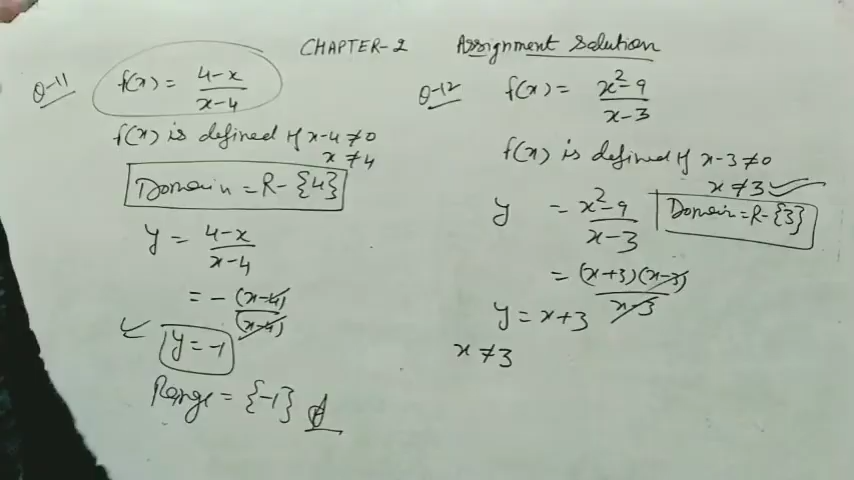 CHAPTER-2 Assignment Solution
Q-11 f(x) = 4-x / x-4
f(x) is defined if x-4 ≠ 0
x ≠ 4
Domain = R - {4}
y = 4-x / x-4
= - (x-4) / (x-4)
y = -1
Range = {-1}
Q-12 f(x) = x²-9 / x-3
f(x) is defined if x-3 ≠ 0
x ≠ 3
Domain = R - {3}
y = x²-9 / x-3
= (x+3)(x-3) / x-3
y = x+3
x ≠ 3